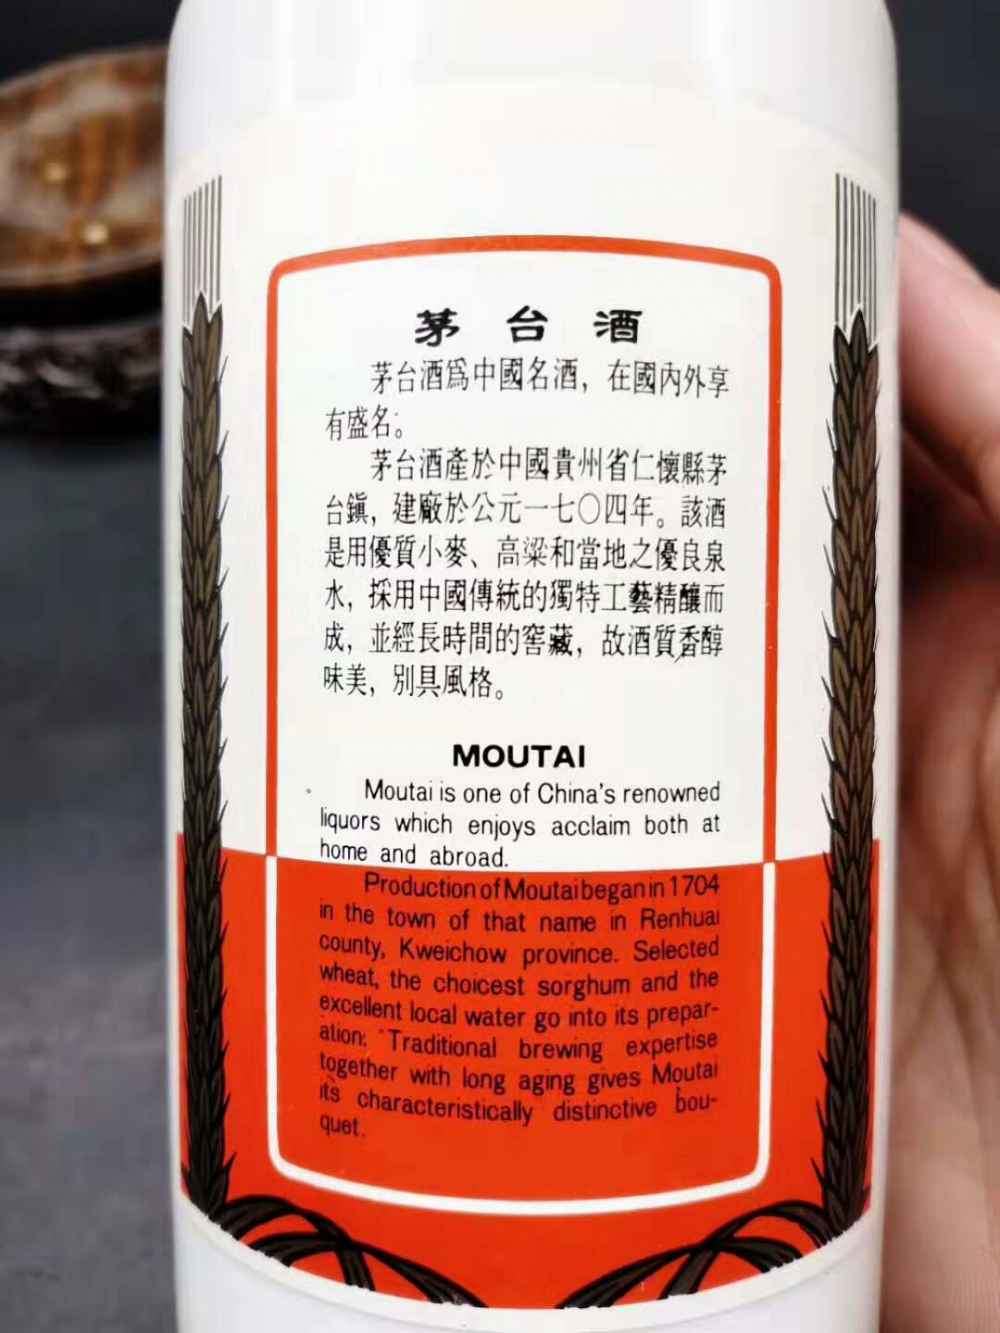 茅台酒
茅台酒爲中國名酒，在國內外享
有盛名。
茅台酒產於中國貴州省仁懷縣茅
台鎮，建廠於公元一七〇四年。該酒
是用優質小麥、高粱和當地之優良泉
水，採用中國傳統的獨特工藝精釀而
成，並經長時間的窖藏，故酒質香醇
味美，別具風格。
MOUTAI
Moutai is one of China's renowned
liquors which enjoys acclaim both at
home and abroad.
Production of Moutai began in 1704
in the town of that name in Renhuai
county, Kweichow province. Selected
wheat, the choicest sorghum and the
excellent local water go into its prepar-
ation. Traditional brewing expertise
together with long aging gives Moutai
its characteristically distinctive bou-
quet.